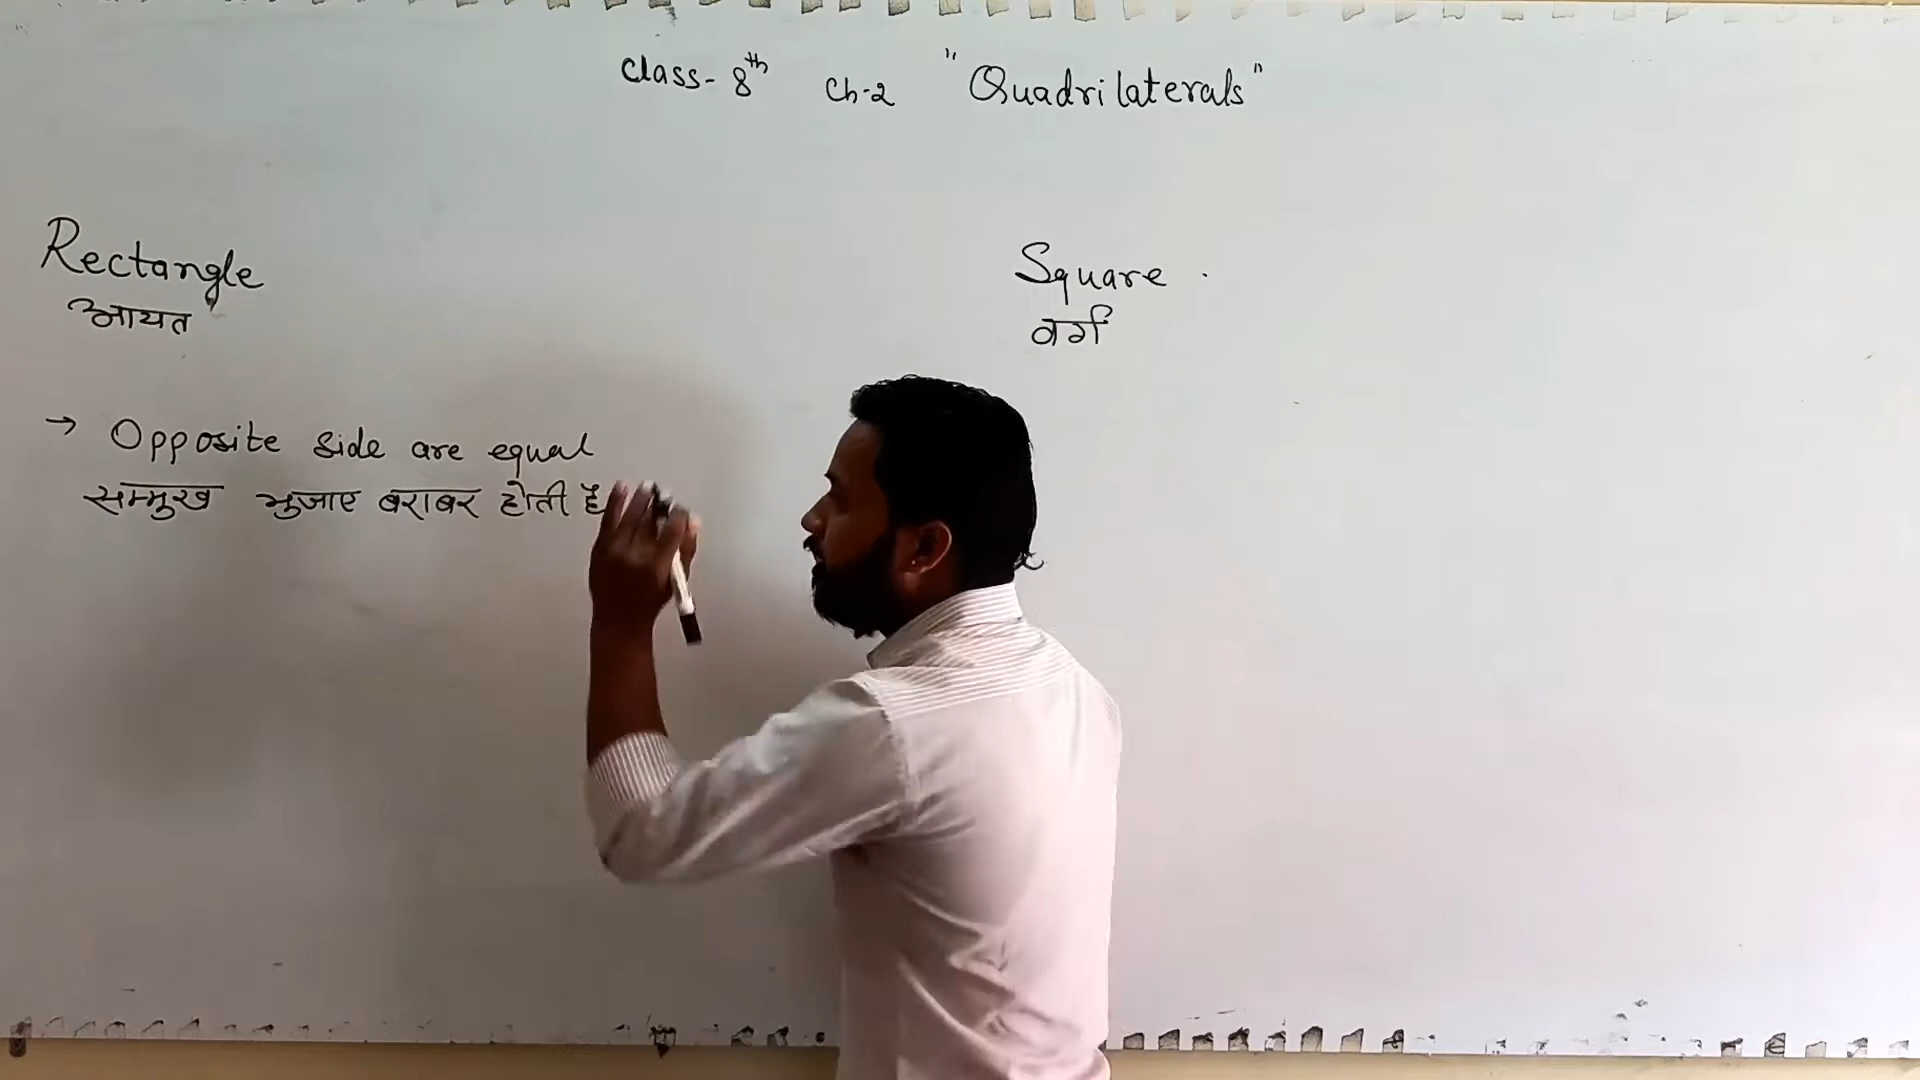 Class- 8th Ch-2 "Quadrilaterals"
Rectangle
आयत
→ Opposite side are equal
सम्मुख भुजाए बराबर होती है
Square
वर्ग